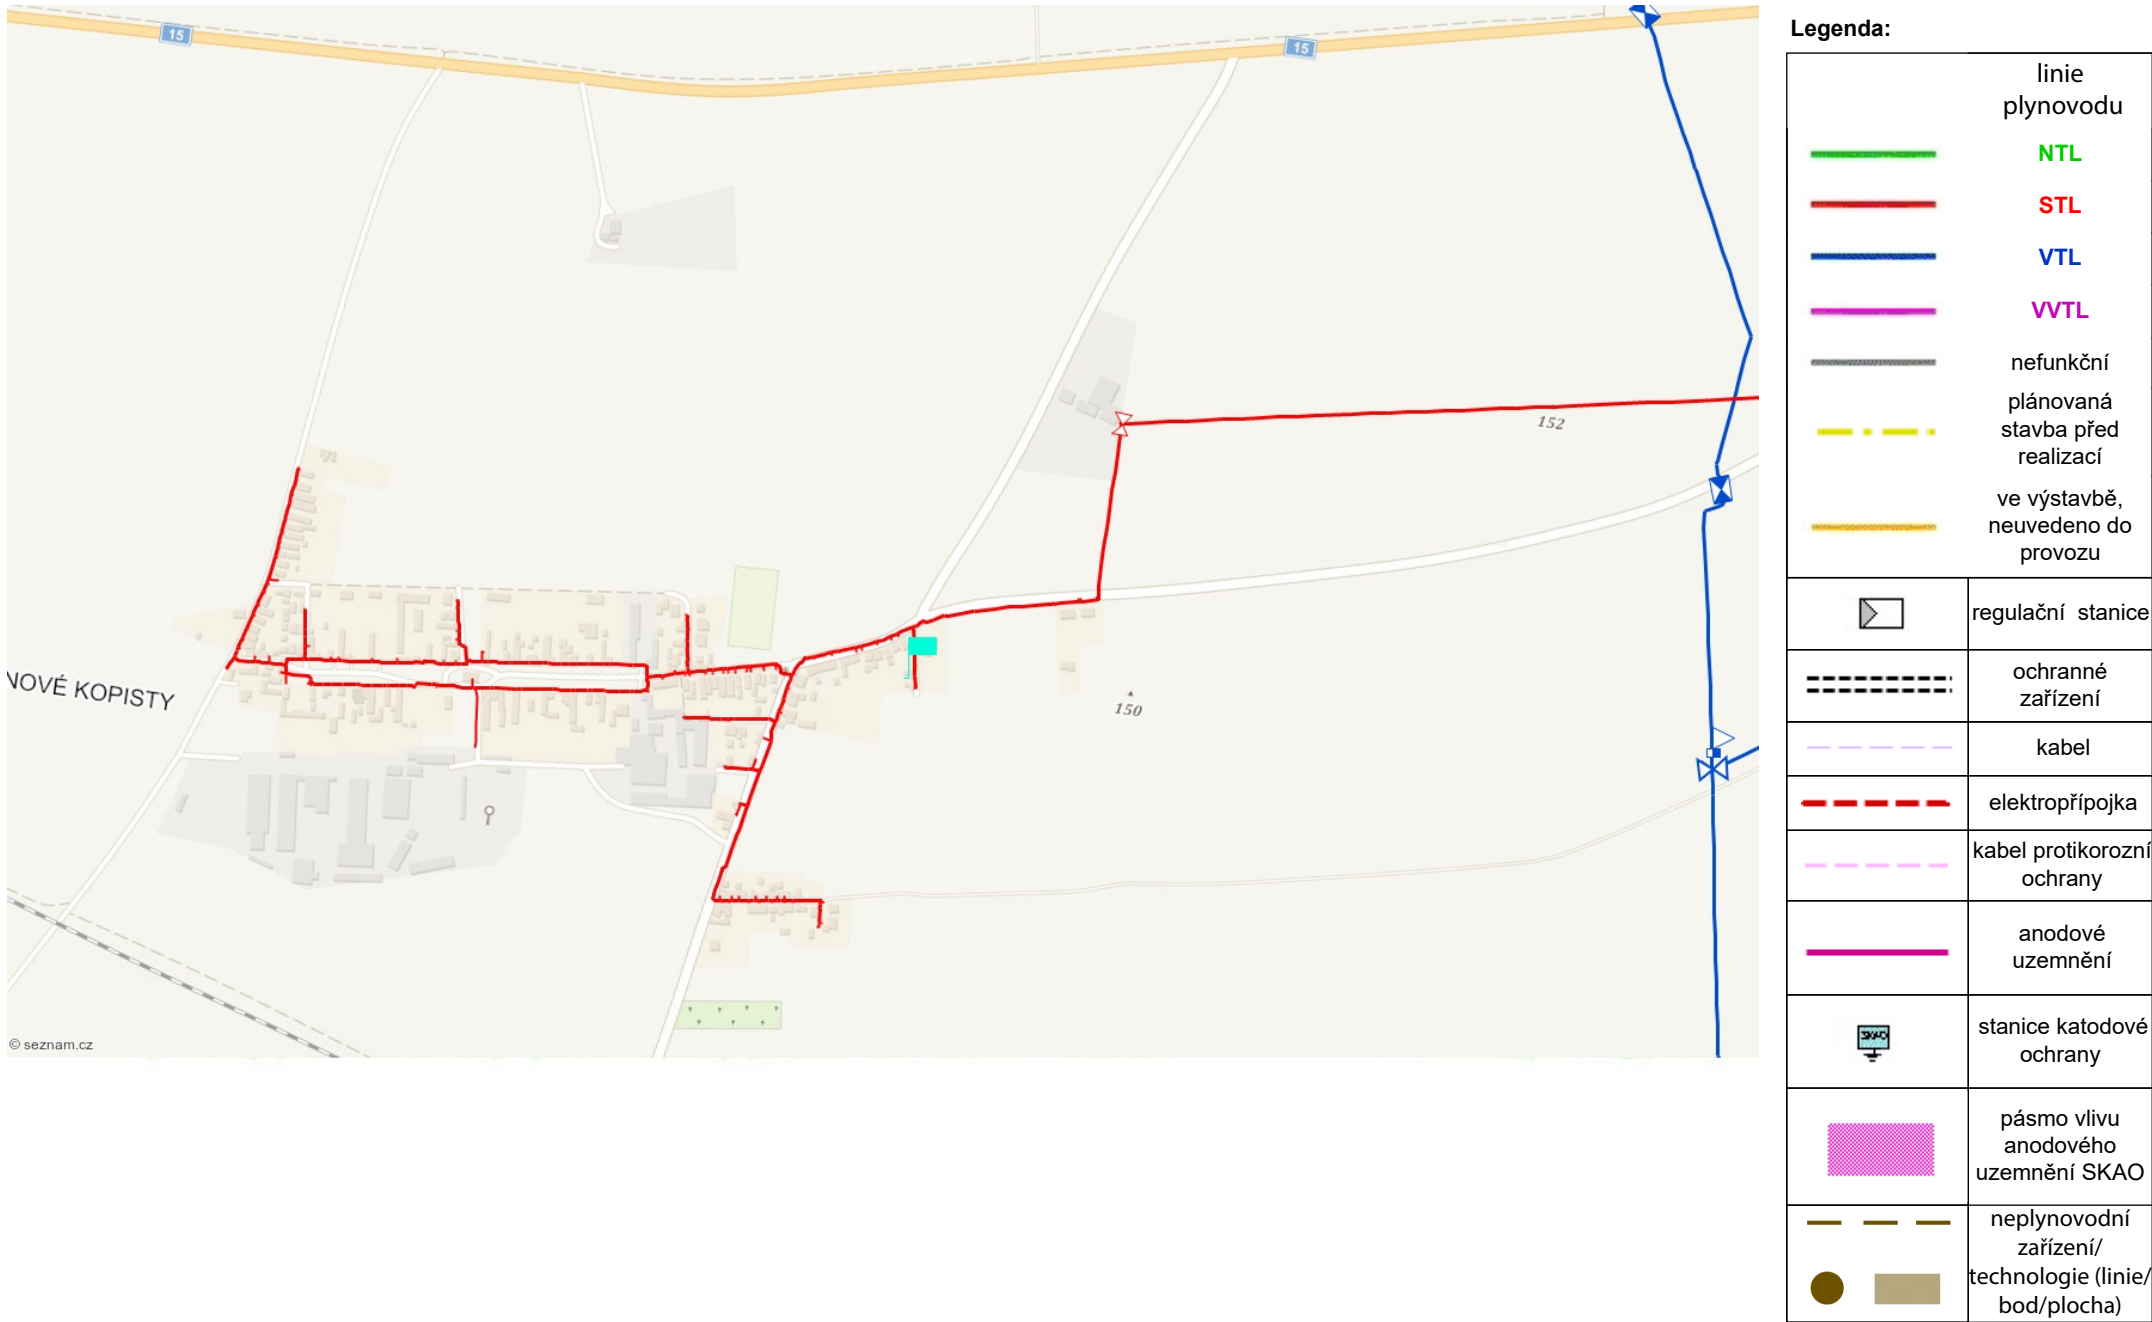 15
15
152
NOVÉ KOPISTY
150
© seznam.cz
Legenda:
linie
plynovodu
NTL
STL
VTL
VVTL
nefunkční
plánovaná
stavba před
realizací
ve výstavbě,
neuvedeno do
provozu
regulační stanice
ochranné
zařízení
kabel
elektropřípojka
kabel protikorozní
ochrany
anodové
uzemnění
SKAO
stanice katodové
ochrany
pásmo vlivu
anodového
uzemnění SKAO
neplynovodní
zařízení/
technologie (linie/
bod/plocha)